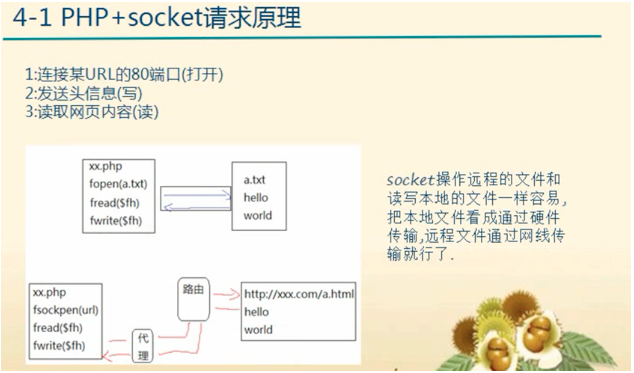 4-1 PHP+socket请求原理
1:连接某URL的80端口(打开)
2:发送头信息(写)
3:读取网页内容(读)
xx.php
fopen(a.txt)
fread($fh)
fwrite($fh)
a.txt
hello
world
socket操作远程的文件和
读写本地的文件一样容易,
把本地文件看成通过硬件
传输,远程文件通过网线传
输就行了.
xx.php
fsockpen(url)
fread($fh)
fwrite($fh)
代
理
路由
http://xxx.com/a.html
hello
world